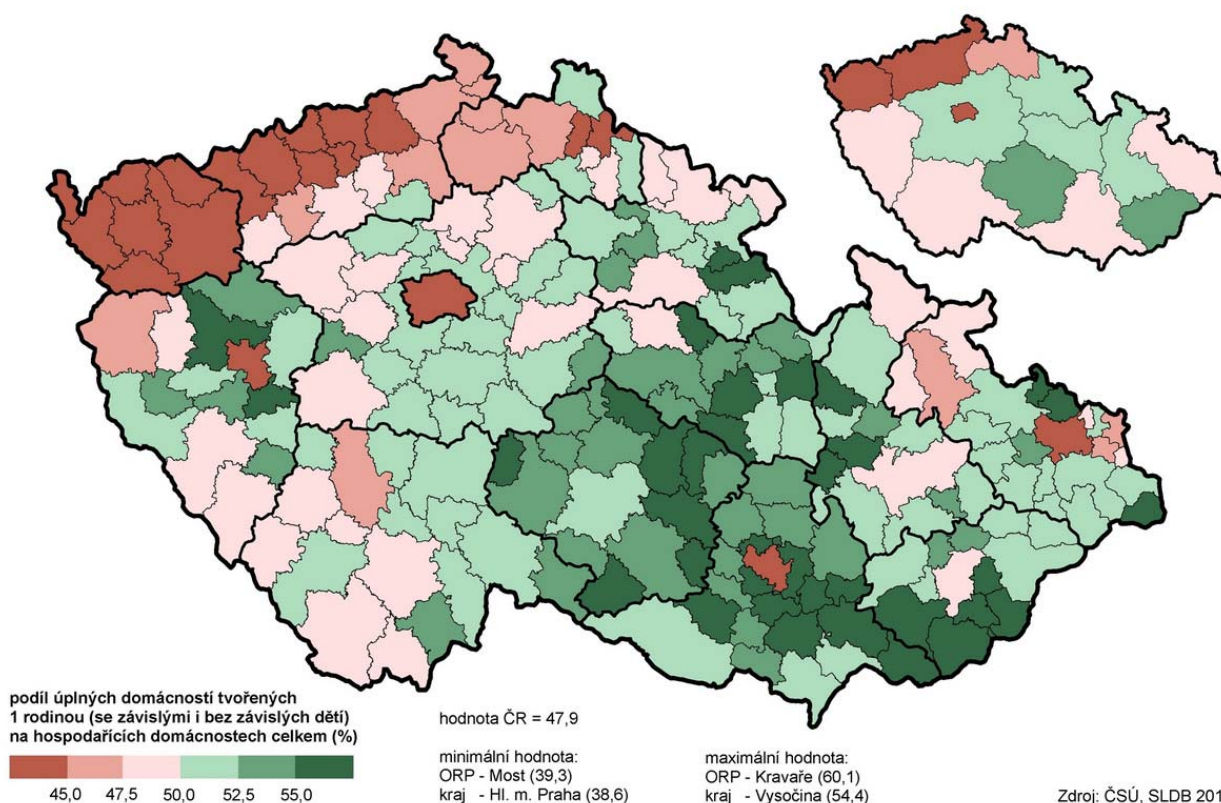 podíl úplných domácností tvořených
1 rodinou (se závislými i bez závislých dětí)
na hospodařících domácnostech celkem (%)
45,0 47,5 50,0 52,5 55,0
hodnota ČR = 47,9
minimální hodnota:
ORP - Most (39,3)
kraj - Hl. m. Praha (38,6)
maximální hodnota:
ORP - Kravaře (60,1)
kraj - Vysočina (54,4)
Zdroj: ČSÚ, SLDB 201